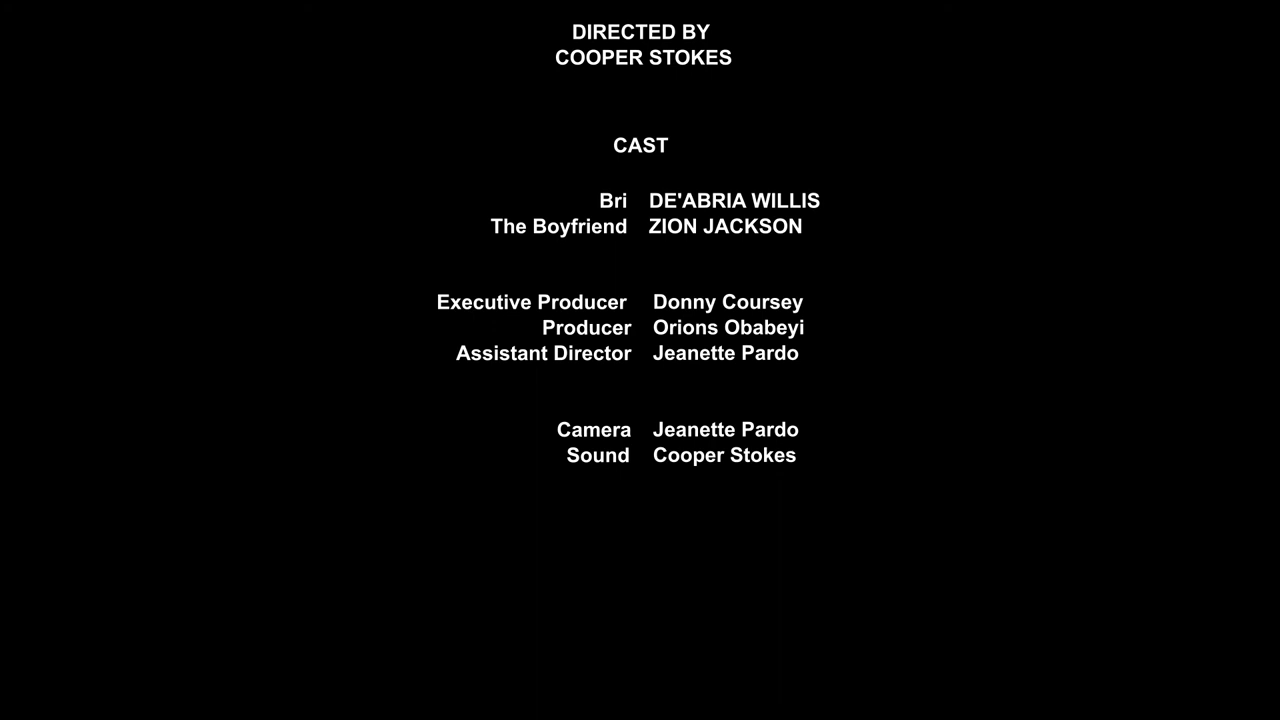 DIRECTED BY
COOPER STOKES
CAST
Bri DE'ABRIA WILLIS
The Boyfriend ZION JACKSON
Executive Producer Donny Coursey
Producer Orions Obabeyi
Assistant Director Jeanette Pardo
Camera Jeanette Pardo
Sound Cooper Stokes